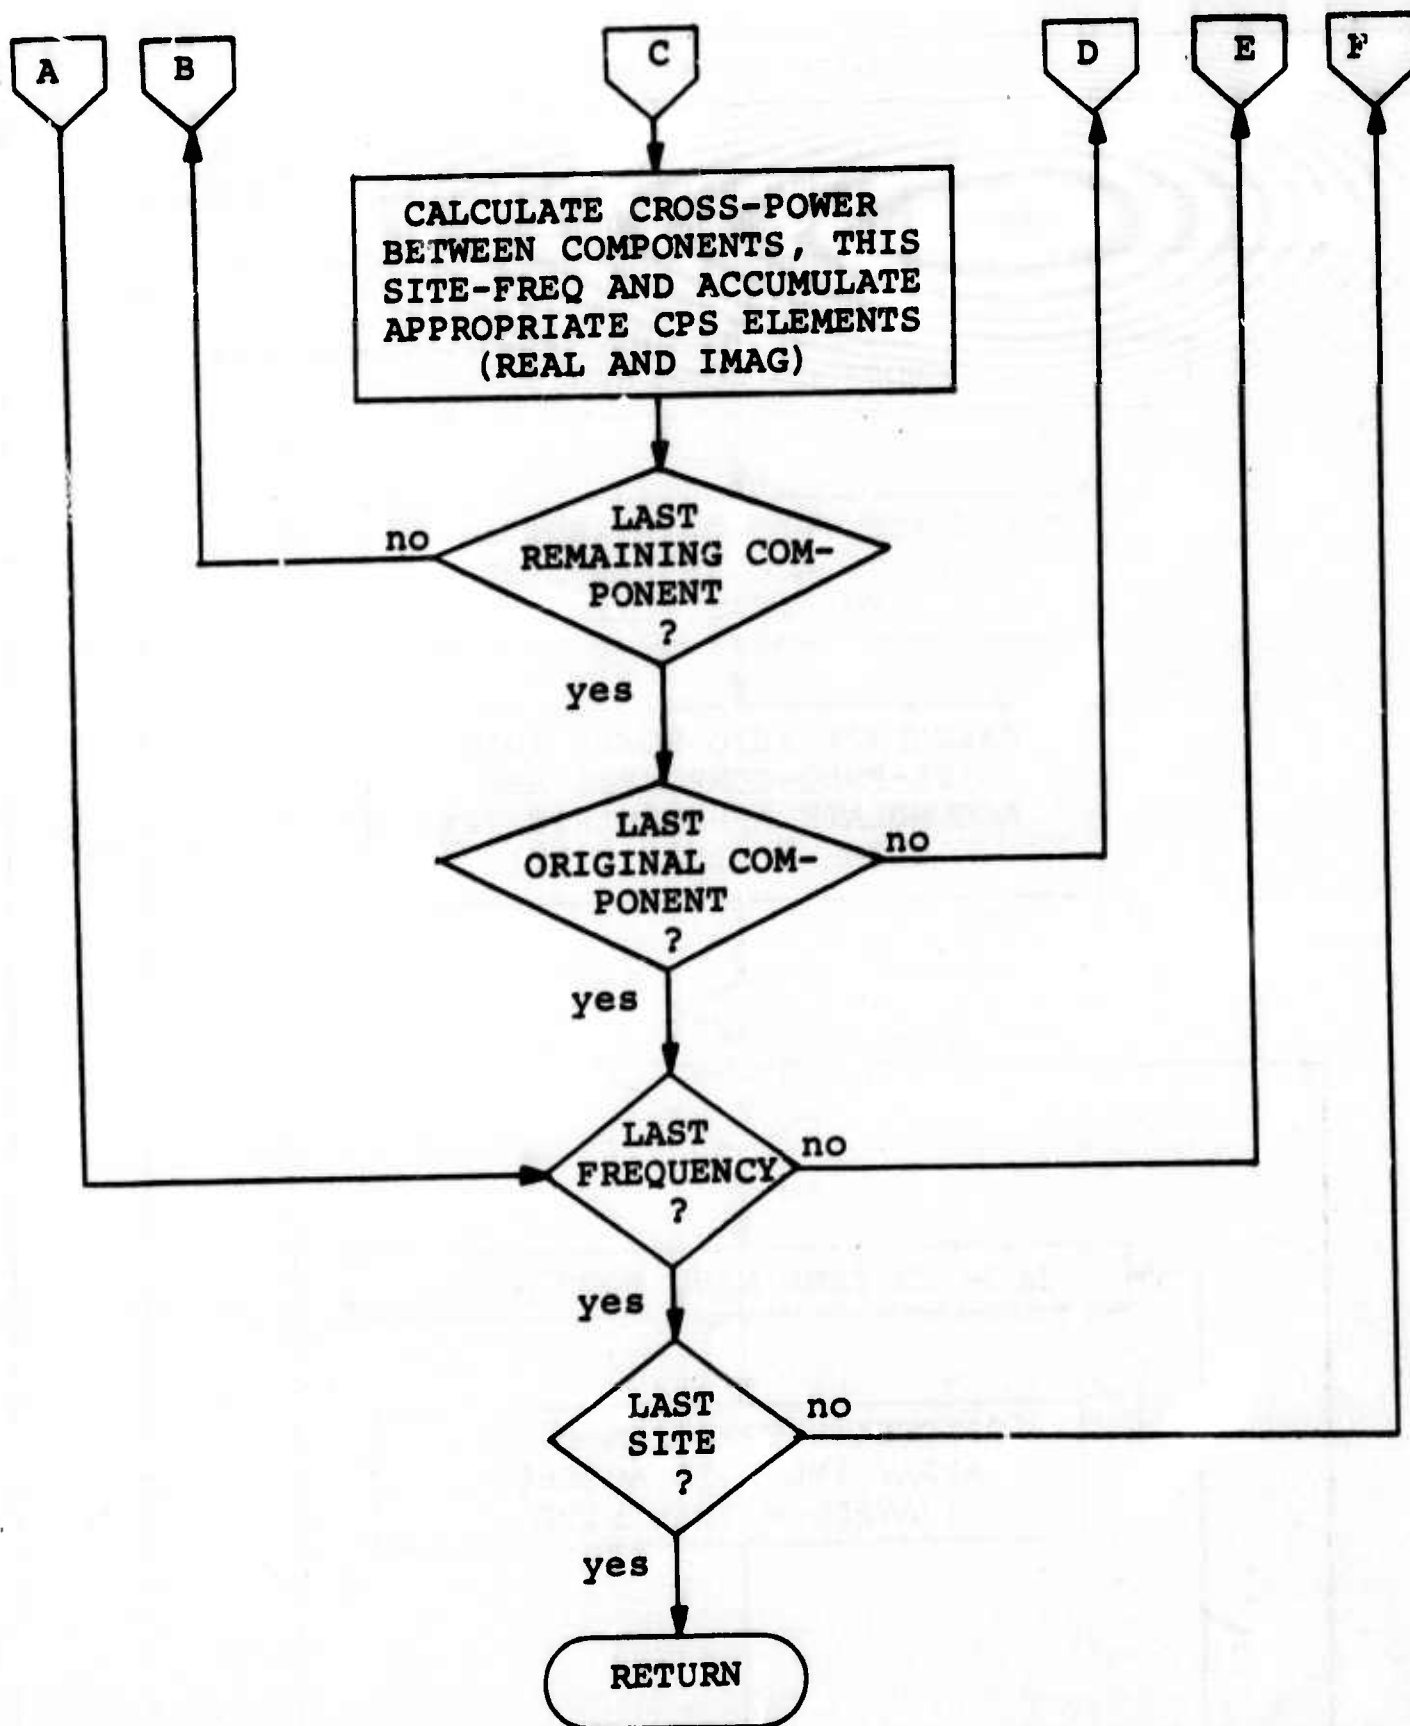 A
B
C
D
E
F
CALCULATE CROSS-POWER
BETWEEN COMPONENTS, THIS
SITE-FREQ AND ACCUMULATE
APPROPRIATE CPS ELEMENTS
(REAL AND IMAG)
LAST
REMAINING COM-
PONENT
?
no
yes
LAST
ORIGINAL COM-
PONENT
?
no
yes
LAST
FREQUENCY
?
no
yes
LAST
SITE
?
no
yes
RETURN